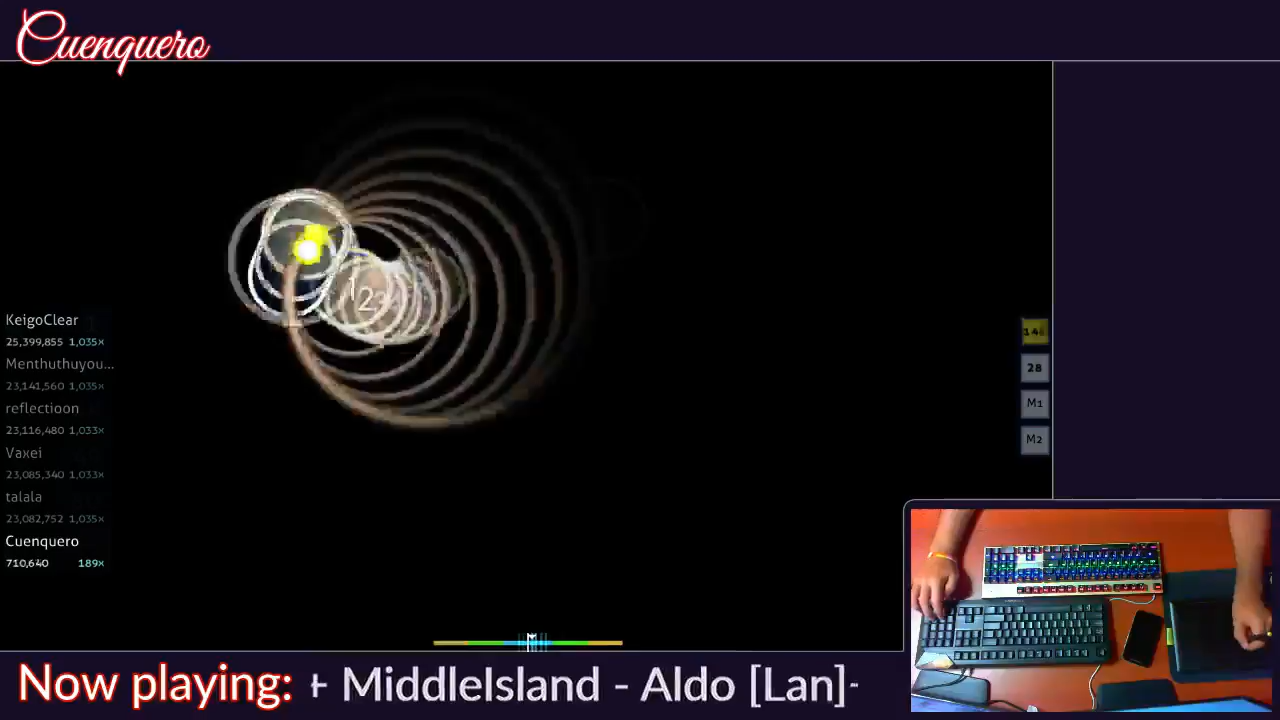 Cuenquero
KeigoClear
25,399,855 1,035x
Menthuthuyou...
23,141,560 1,035x
reflectioon
23,116,480 1,033x
Vaxei
23,085,340 1,033x
talala
23,082,752 1,035x
Cuenquero
710,640 189x
1
2
28
M1
M2
Now playing: MiddleIsland - Aldo [Lan]-